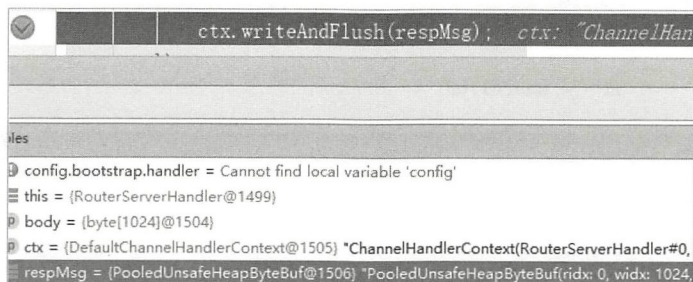 ctx.writeAndFlush(respMsg); ctx: "ChannelHan
les
config.bootstrap.handler = Cannot find local variable 'config'
this = {RouterServerHandler@1499}
body = {byte[1024]@1504}
ctx = {DefaultChannelHandlerContext@1505} "ChannelHandlerContext(RouterServerHandler#0,
respMsg = {PooledUnsafeHeapByteBuf@1506} "PooledUnsafeHeapByteBuf(ridx: 0, widx: 1024,